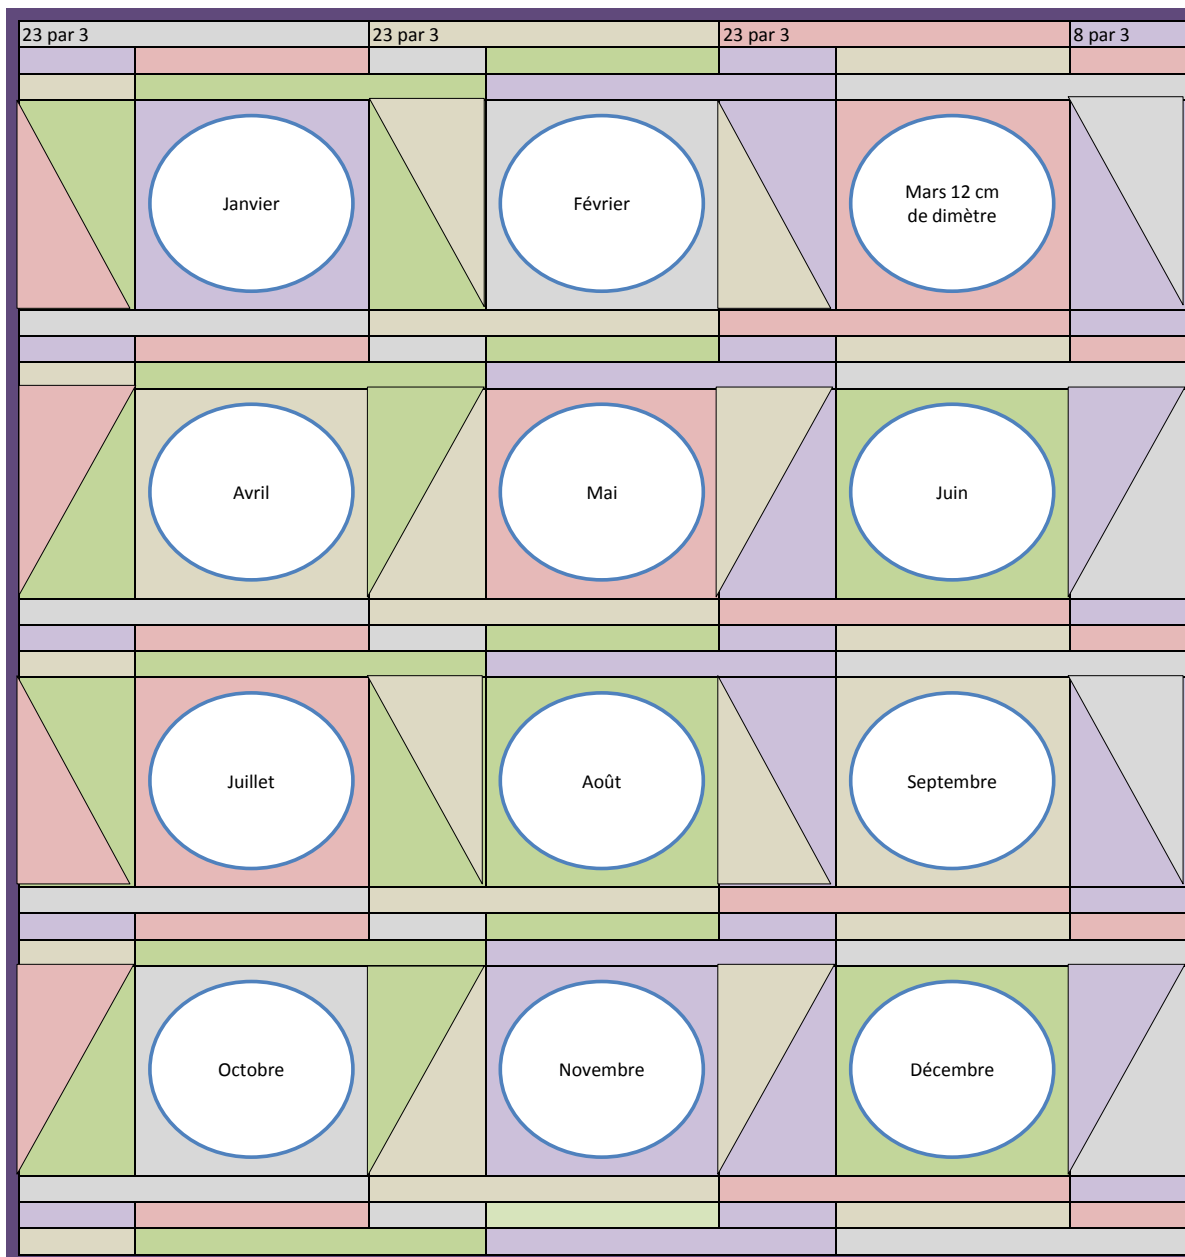 23 par 3
23 par 3
23 par 3
8 par 3
Janvier
Février
Mars 12 cm
de dimètre
Avril
Mai
Juin
Juillet
Août
Septembre
Octobre
Novembre
Décembre